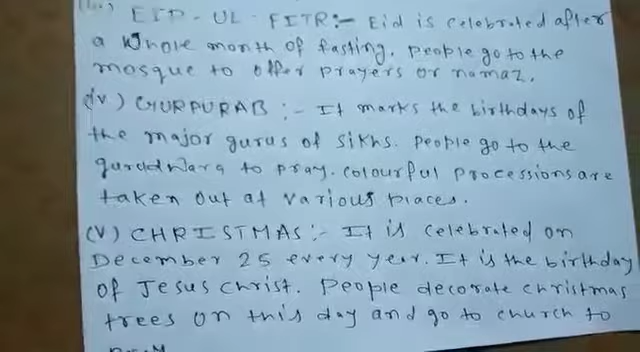 EID-UL-FITR:- Eid is celebrated after
a whole month of fasting. People go to the
mosque to offer prayers or namaz.
(iv) GURPURAB :- It marks the birthdays of
the major gurus of sikhs. People go to the
gurudwara to pray. Colourful processions are
taken out at various places.
(V) CHRISTMAS:- It is celebrated on
December 25 every year. It is the birthday
of Jesus Christ. People decorate christmas
trees on this day and go to church to